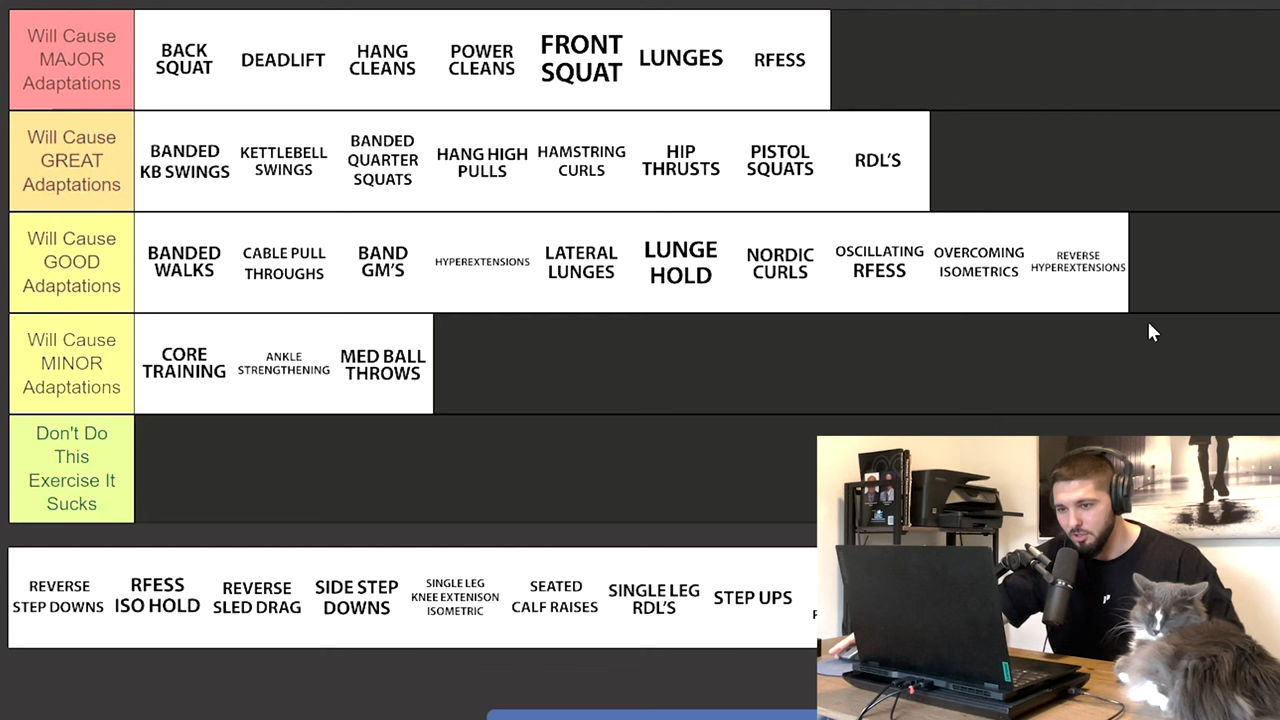 Will Cause
MAJOR
Adaptations
BACK
SQUAT
DEADLIFT
HANG
CLEANS
POWER
CLEANS
FRONT
SQUAT
LUNGES
RFESS
Will Cause
GREAT
Adaptations
BANDED
KB SWINGS
KETTLEBELL
SWINGS
BANDED
QUARTER
SQUATS
HANG HIGH
PULLS
HAMSTRING
CURLS
HIP
THRUSTS
PISTOL
SQUATS
RDL'S
Will Cause
GOOD
Adaptations
BANDED
WALKS
CABLE PULL
THROUGHS
BAND
GM'S
HYPEREXTENSIONS
LATERAL
LUNGES
LUNGE
HOLD
NORDIC
CURLS
OSCILLATING
RFESS
OVERCOMING
ISOMETRICS
REVERSE
HYPEREXTENSIONS
Will Cause
MINOR
Adaptations
CORE
TRAINING
ANKLE
STRENGTHENING
MED BALL
THROWS
Don't Do
This
Exercise It
Sucks
REVERSE
STEP DOWNS
RFESS
ISO HOLD
REVERSE
SLED DRAG
SIDE STEP
DOWNS
SINGLE LEG
KNEE EXTENISON
ISOMETRIC
SEATED
CALF RAISES
SINGLE LEG
RDL'S
STEP UPS